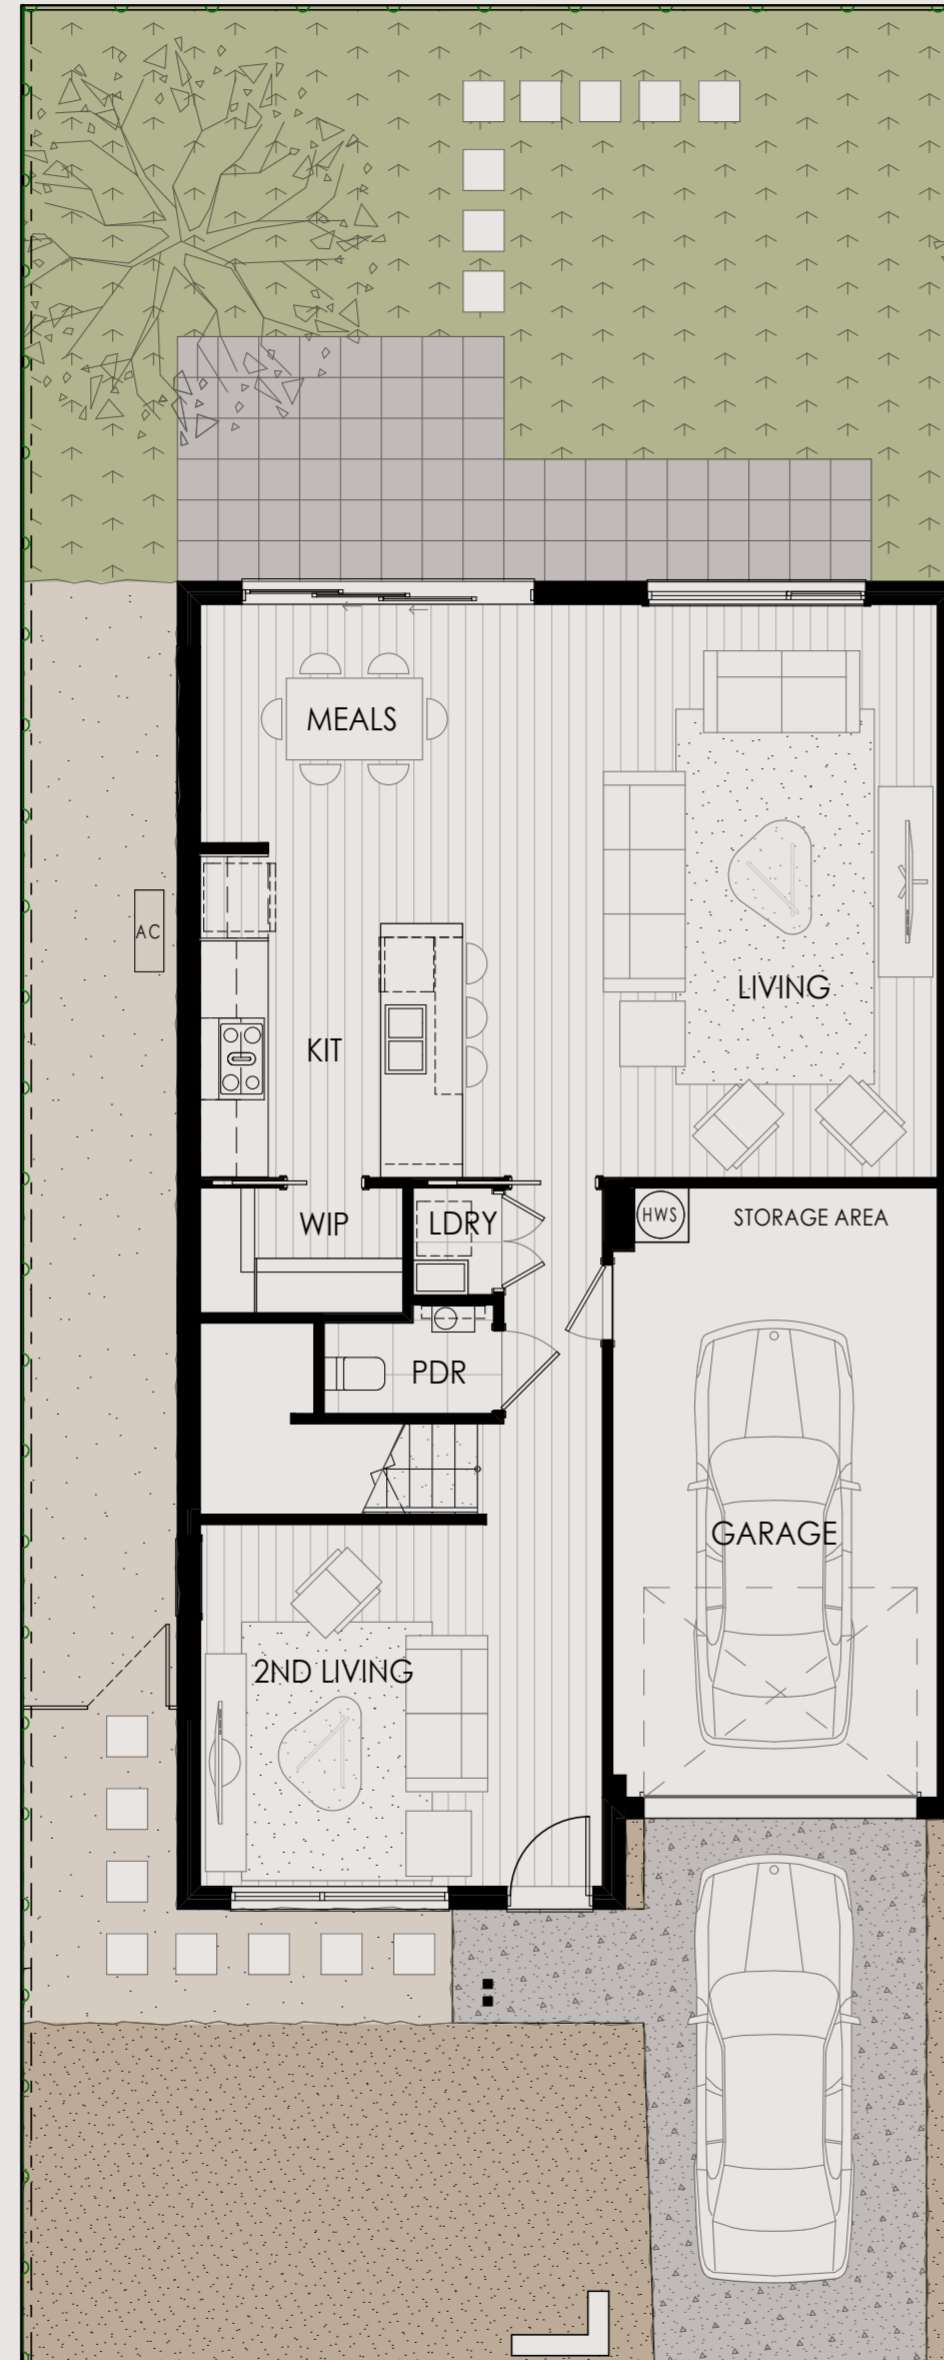 MEALS
AC
LIVING
KIT
WIP
LDRY
HWS
STORAGE AREA
PDR
GARAGE
2ND LIVING